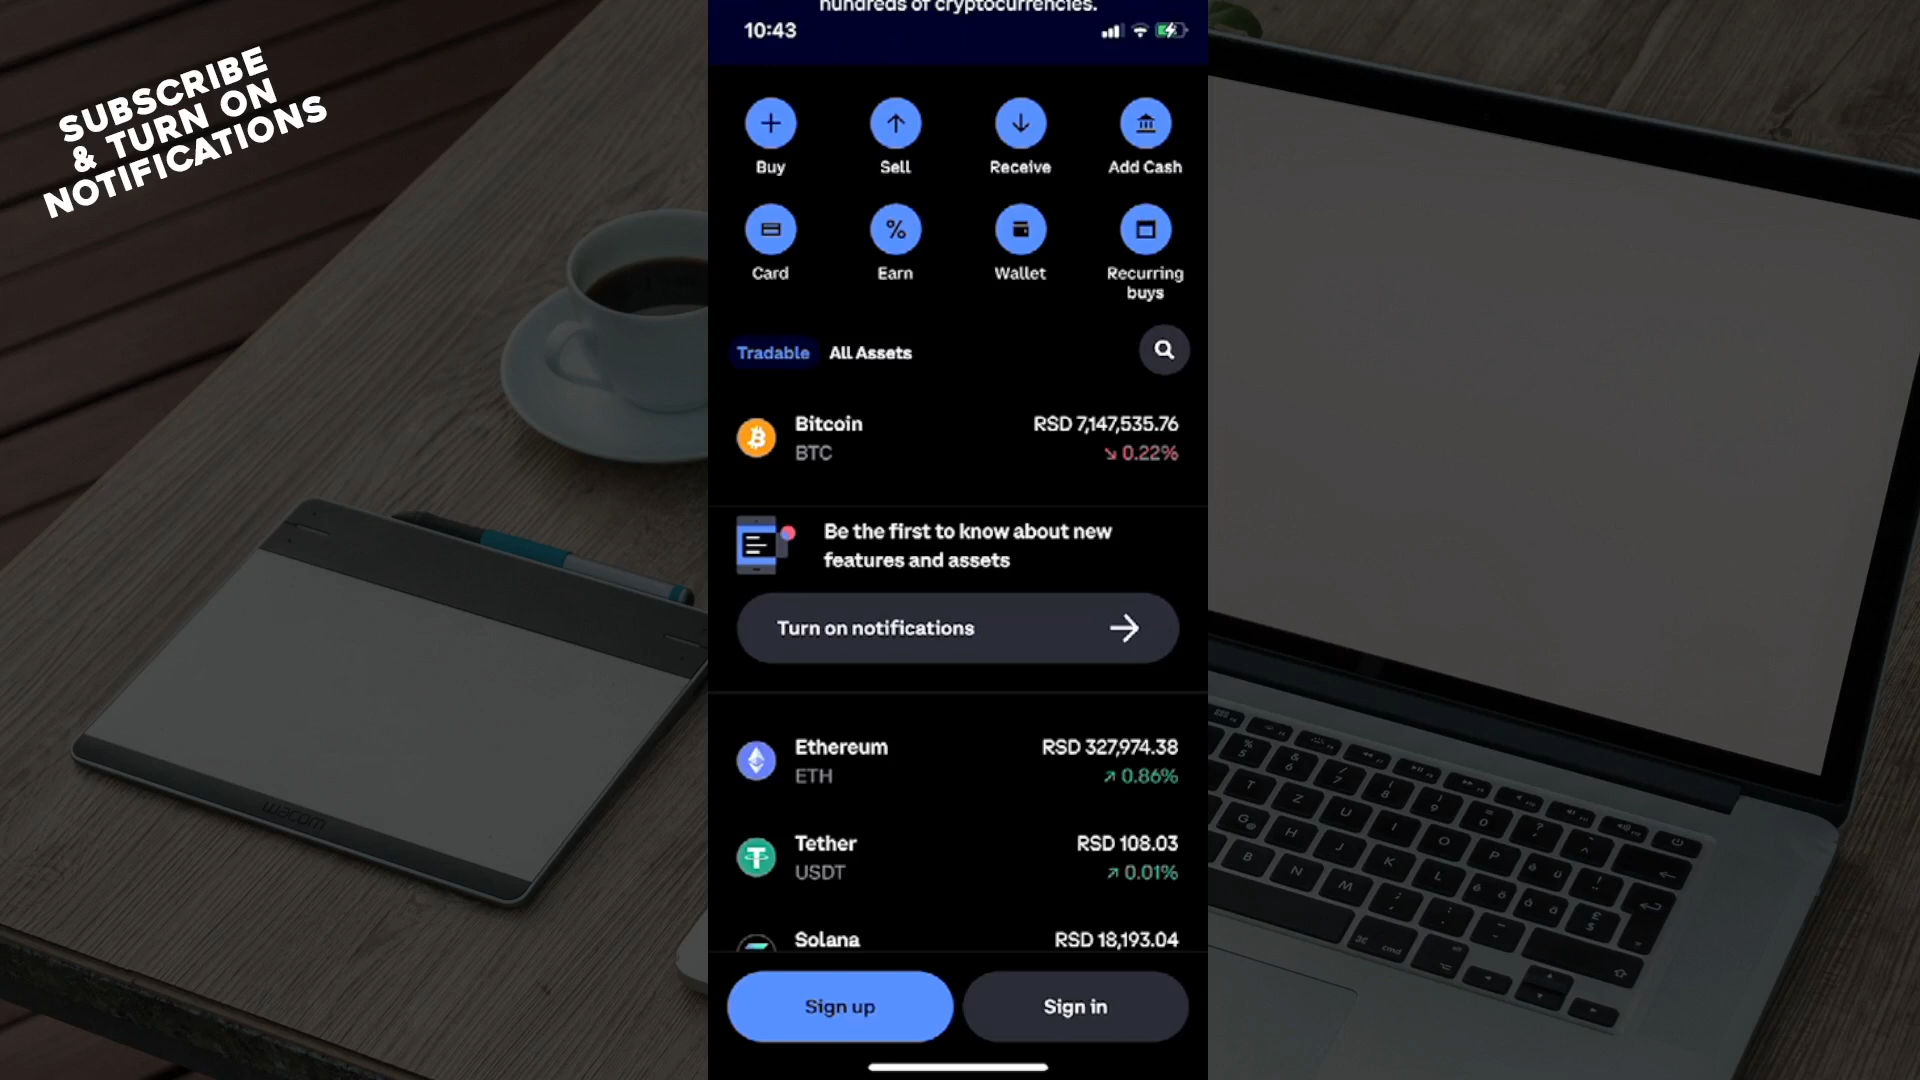 SUBSCRIBE
& TURN ON
NOTIFICATIONS
hundreds of cryptocurrencies.
10:43
Buy
Sell
Receive
Add Cash
Card
Earn
Wallet
Recurring
buys
Tradable
All Assets
Bitcoin
RSD 7,147,535.76
BTC
↘ 0.22%
Be the first to know about new
features and assets
Turn on notifications
Ethereum
RSD 327,974.38
ETH
↗ 0.86%
Tether
RSD 108.03
USDT
↗ 0.01%
Solana
RSD 18,193.04
Sign up
Sign in
wacom